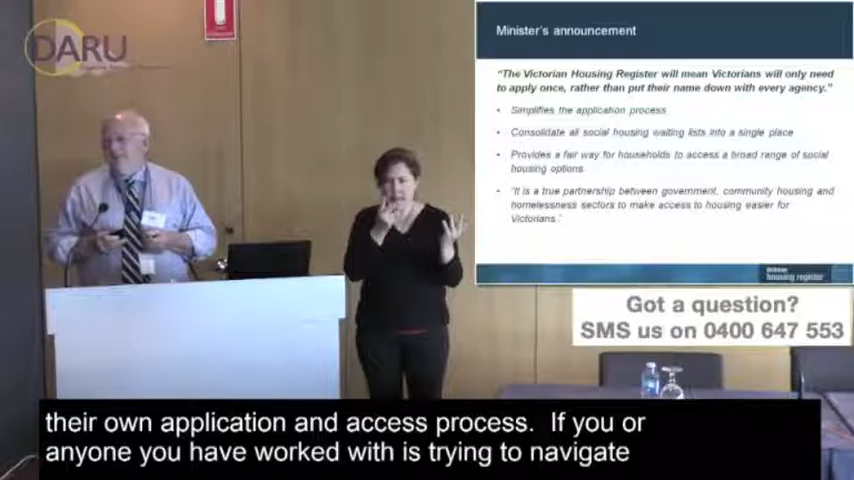 DARU
Minister's announcement
"The Victorian Housing Register will mean Victorians will only need
to apply once, rather than put their name down with every agency."
• Simplifies the application process
• Consolidate all social housing waiting lists into a single place
• Provides a fair way for households to access a broad range of social
housing options
• "It is a true partnership between government, community housing and
homelessness sectors to make access to housing easier for
Victorians."
housing register
Got a question?
SMS us on 0400 647 553
their own application and access process.  If you or
anyone you have worked with is trying to navigate